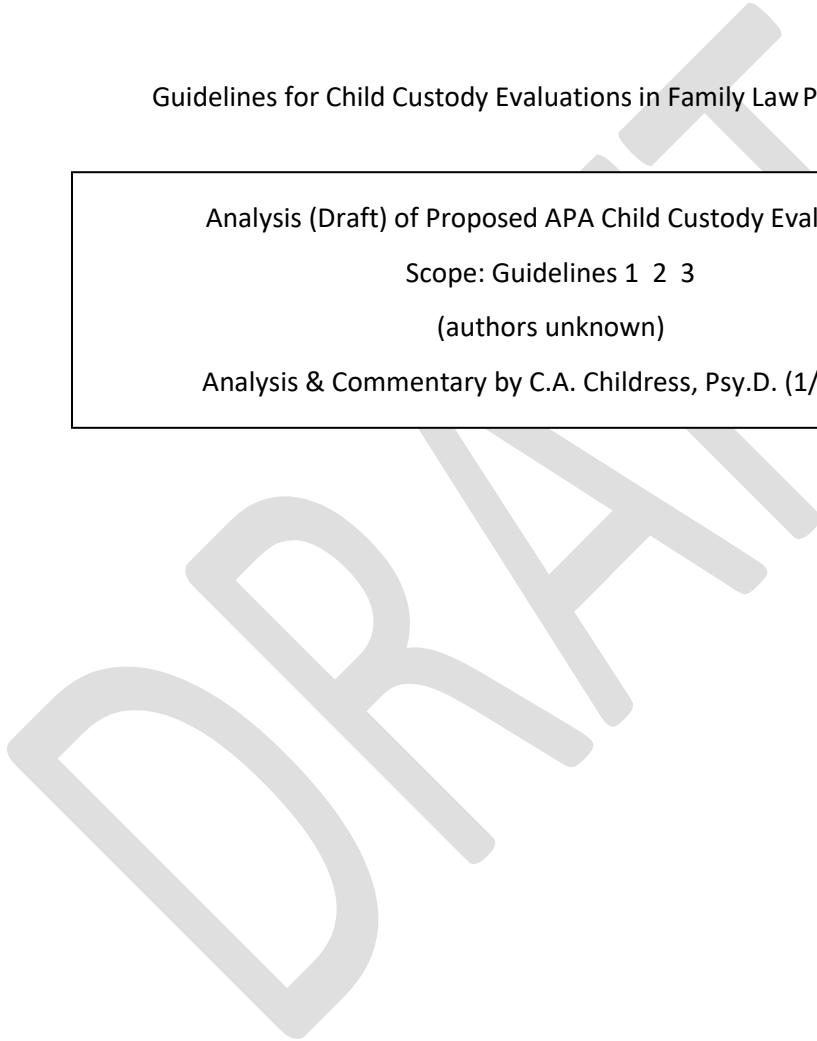 Guidelines for Child Custody Evaluations in Family Law P
Analysis (Draft) of Proposed APA Child Custody Eval
Scope: Guidelines 1 2 3
(authors unknown)
Analysis & Commentary by C.A. Childress, Psy.D. (1/
DRAFT